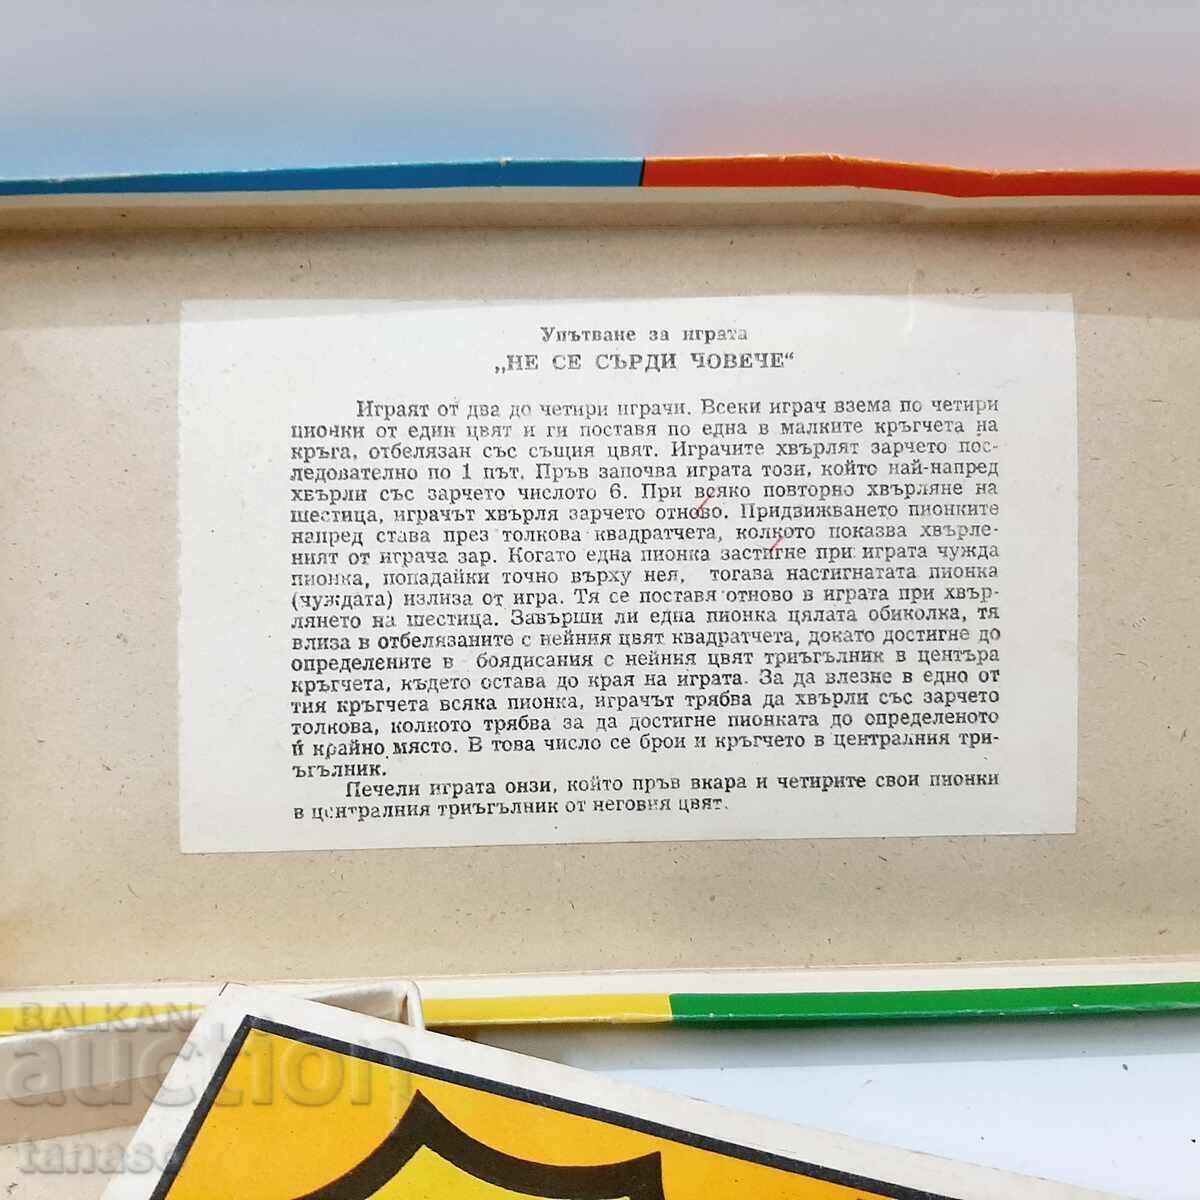 Упътване за играта
„НЕ СЕ СЪРДИ ЧОВЕЧЕ“
Играят от два до четири играчи. Всеки играч взема по четири
пионки от един цвят и ги поставя по една в малките кръгчета на
кръга, отбелязан със същия цвят. Играчите хвърлят зарчето пос-
ледователно по 1 път. Пръв започва играта този, който най-напред
хвърли със зарчето числото 6. При всяко повторно хвърляне на
шестица, играчът хвърля зарчето отново. Придвижването пионките
напред става през толкова квадратчета, колкото показва хвърле-
ният от играча зар. Когато една пионка застигне при играта чужда
пионка, попадайки точно върху нея, тогава настигнатата пионка
(чуждата) излиза от игра. Тя се поставя отново в играта при хвър-
лянето на шестица. Завърши ли една пионка цялата обиколка, тя
влиза в отбелязаните с нейния цвят квадратчета, докато достигне до
определените в боядисания с нейния цвят триъгълник в центъра
кръгчета, където остава до края на играта. За да влезне в едно от
тия кръгчета всяка пионка, играчът трябва да хвърли със зарчето
толкова, колкото трябва за да достигне пионката до определеното
й крайно място. В това число се брои и кръгчето в централния три-
ъгълник.
Печели играта онзи, който пръв вкара и четирите свои пионки
в централния триъгълник от неговия цвят.
BALKAN
auction
tanase